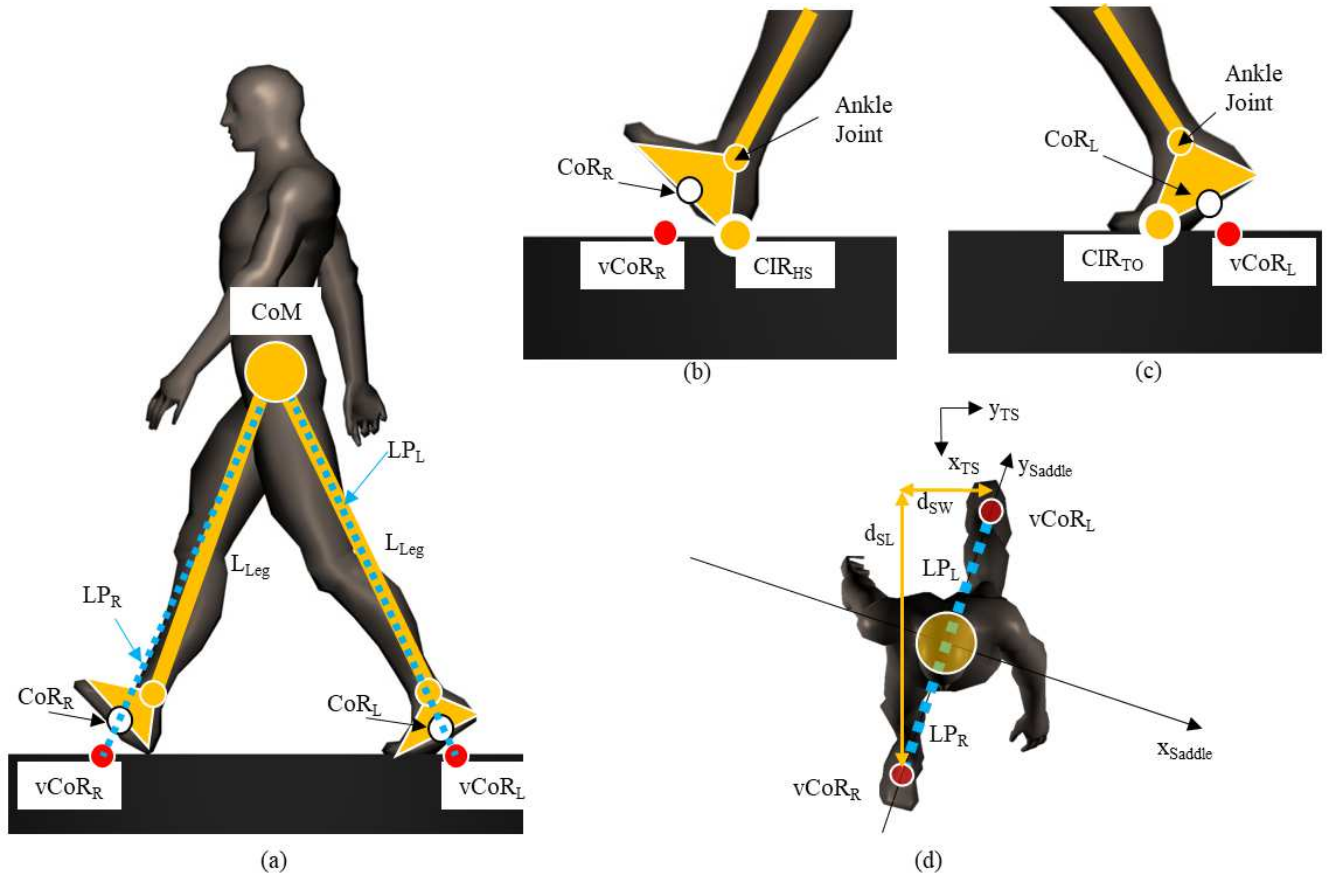 CoM
LP_L
L_Leg
L_Leg
LP_R
CoR_R
CoR_L
vCoR_R
vCoR_L
(a)
Ankle
Joint
CoR_R
vCoR_R
CIR_HS
(b)
Ankle
Joint
CoR_L
CIR_TO
vCoR_L
(c)
y_TS
x_TS
y_Saddle
d_SW
vCoR_L
d_SL
LP_L
LP_R
x_Saddle
vCoR_R
(d)